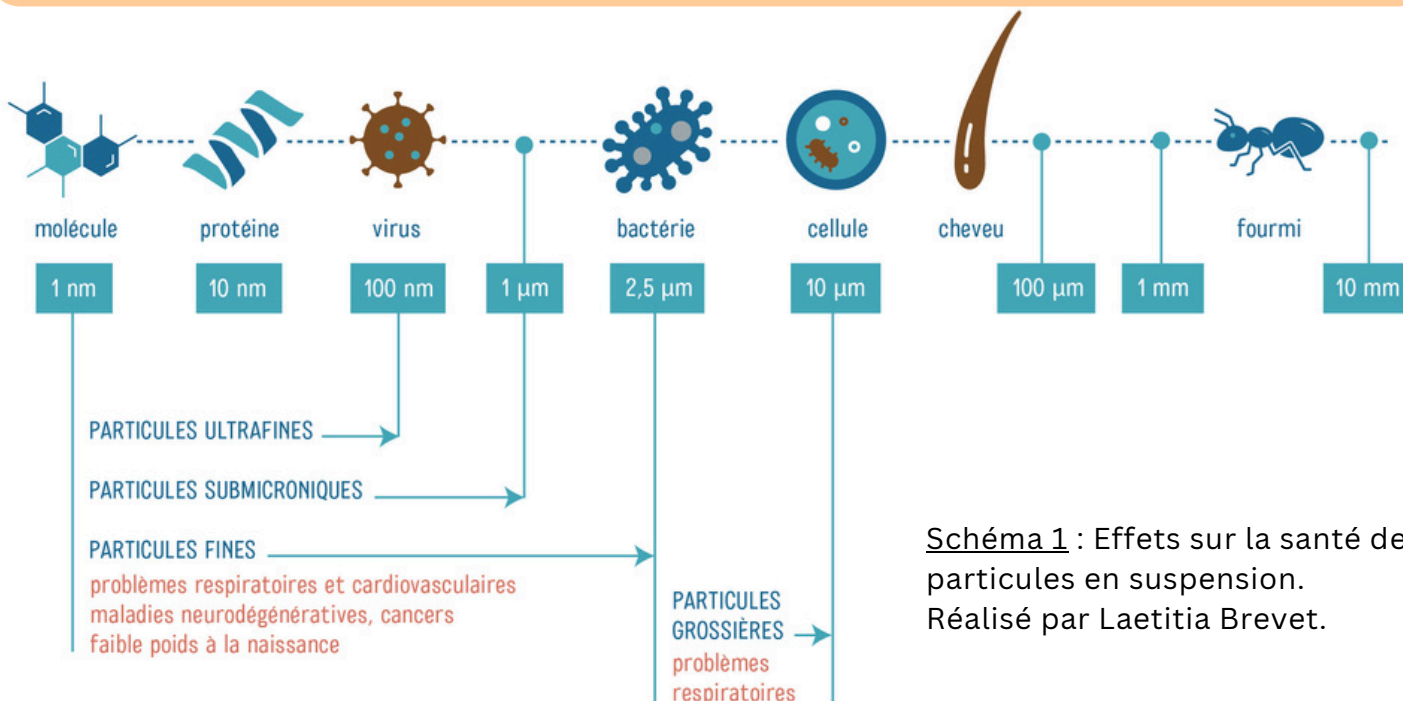 molécule
protéine
virus
bactérie
cellule
cheveu
fourmi
1 nm
10 nm
100 nm
1 µm
2,5 µm
10 µm
100 µm
1 mm
10 mm
PARTICULES ULTRAFINES
PARTICULES SUBMICRONIQUES
PARTICULES FINES
problèmes respiratoires et cardiovasculaires
maladies neurodégénératives, cancers
faible poids à la naissance
PARTICULES
GROSSIÈRES
problèmes
respiratoires
Schéma 1 : Effets sur la santé de
particules en suspension.
Réalisé par Laetitia Brevet.